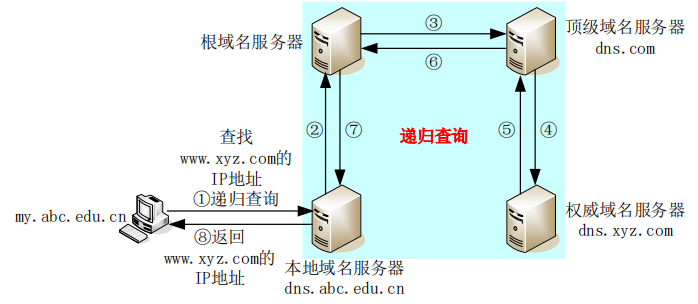 根域名服务器
③
⑥
顶级域名服务器
dns.com
②
⑦
递归查询
⑤
④
查找
www.xyz.com的
IP地址
①递归查询
my.abc.edu.cn
⑧返回
www.xyz.com的
IP地址
本地域名服务器
dns.abc.edu.cn
权威域名服务器
dns.xyz.com